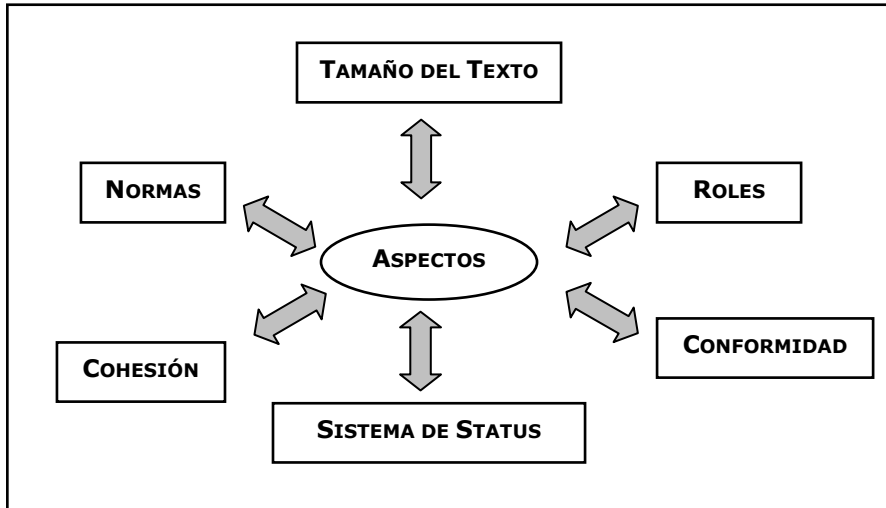 TAMAÑO DEL TEXTO
NORMAS
ROLES
ASPECTOS
COHESIÓN
CONFORMIDAD
SISTEMA DE STATUS